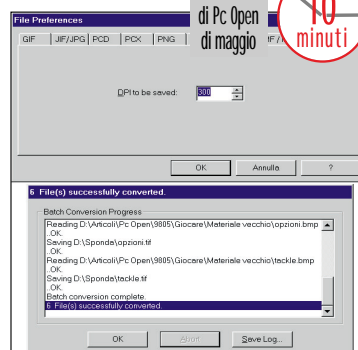 di Pc Open
di maggio
10
minuti
File Preferences
GIF JIF/JPG PCD PCX PNG
DPI to be saved: 300
OK Annulla ?
6 File(s) successfully converted.
Batch Conversion Progress
Reading D:\Articoli\Pc Open\9805\Giocare\Materiale vecchio\opzioni.bmp
..OK.
Saving D:\Sponda\opzioni.tif
..OK.
Reading D:\Articoli\Pc Open\9805\Giocare\Materiale vecchio\tackle.bmp
..OK.
Saving D:\Sponda\tackle.tif
..OK.
Batch conversion complete.
6 File(s) successfully converted.
OK Abort Save Log...